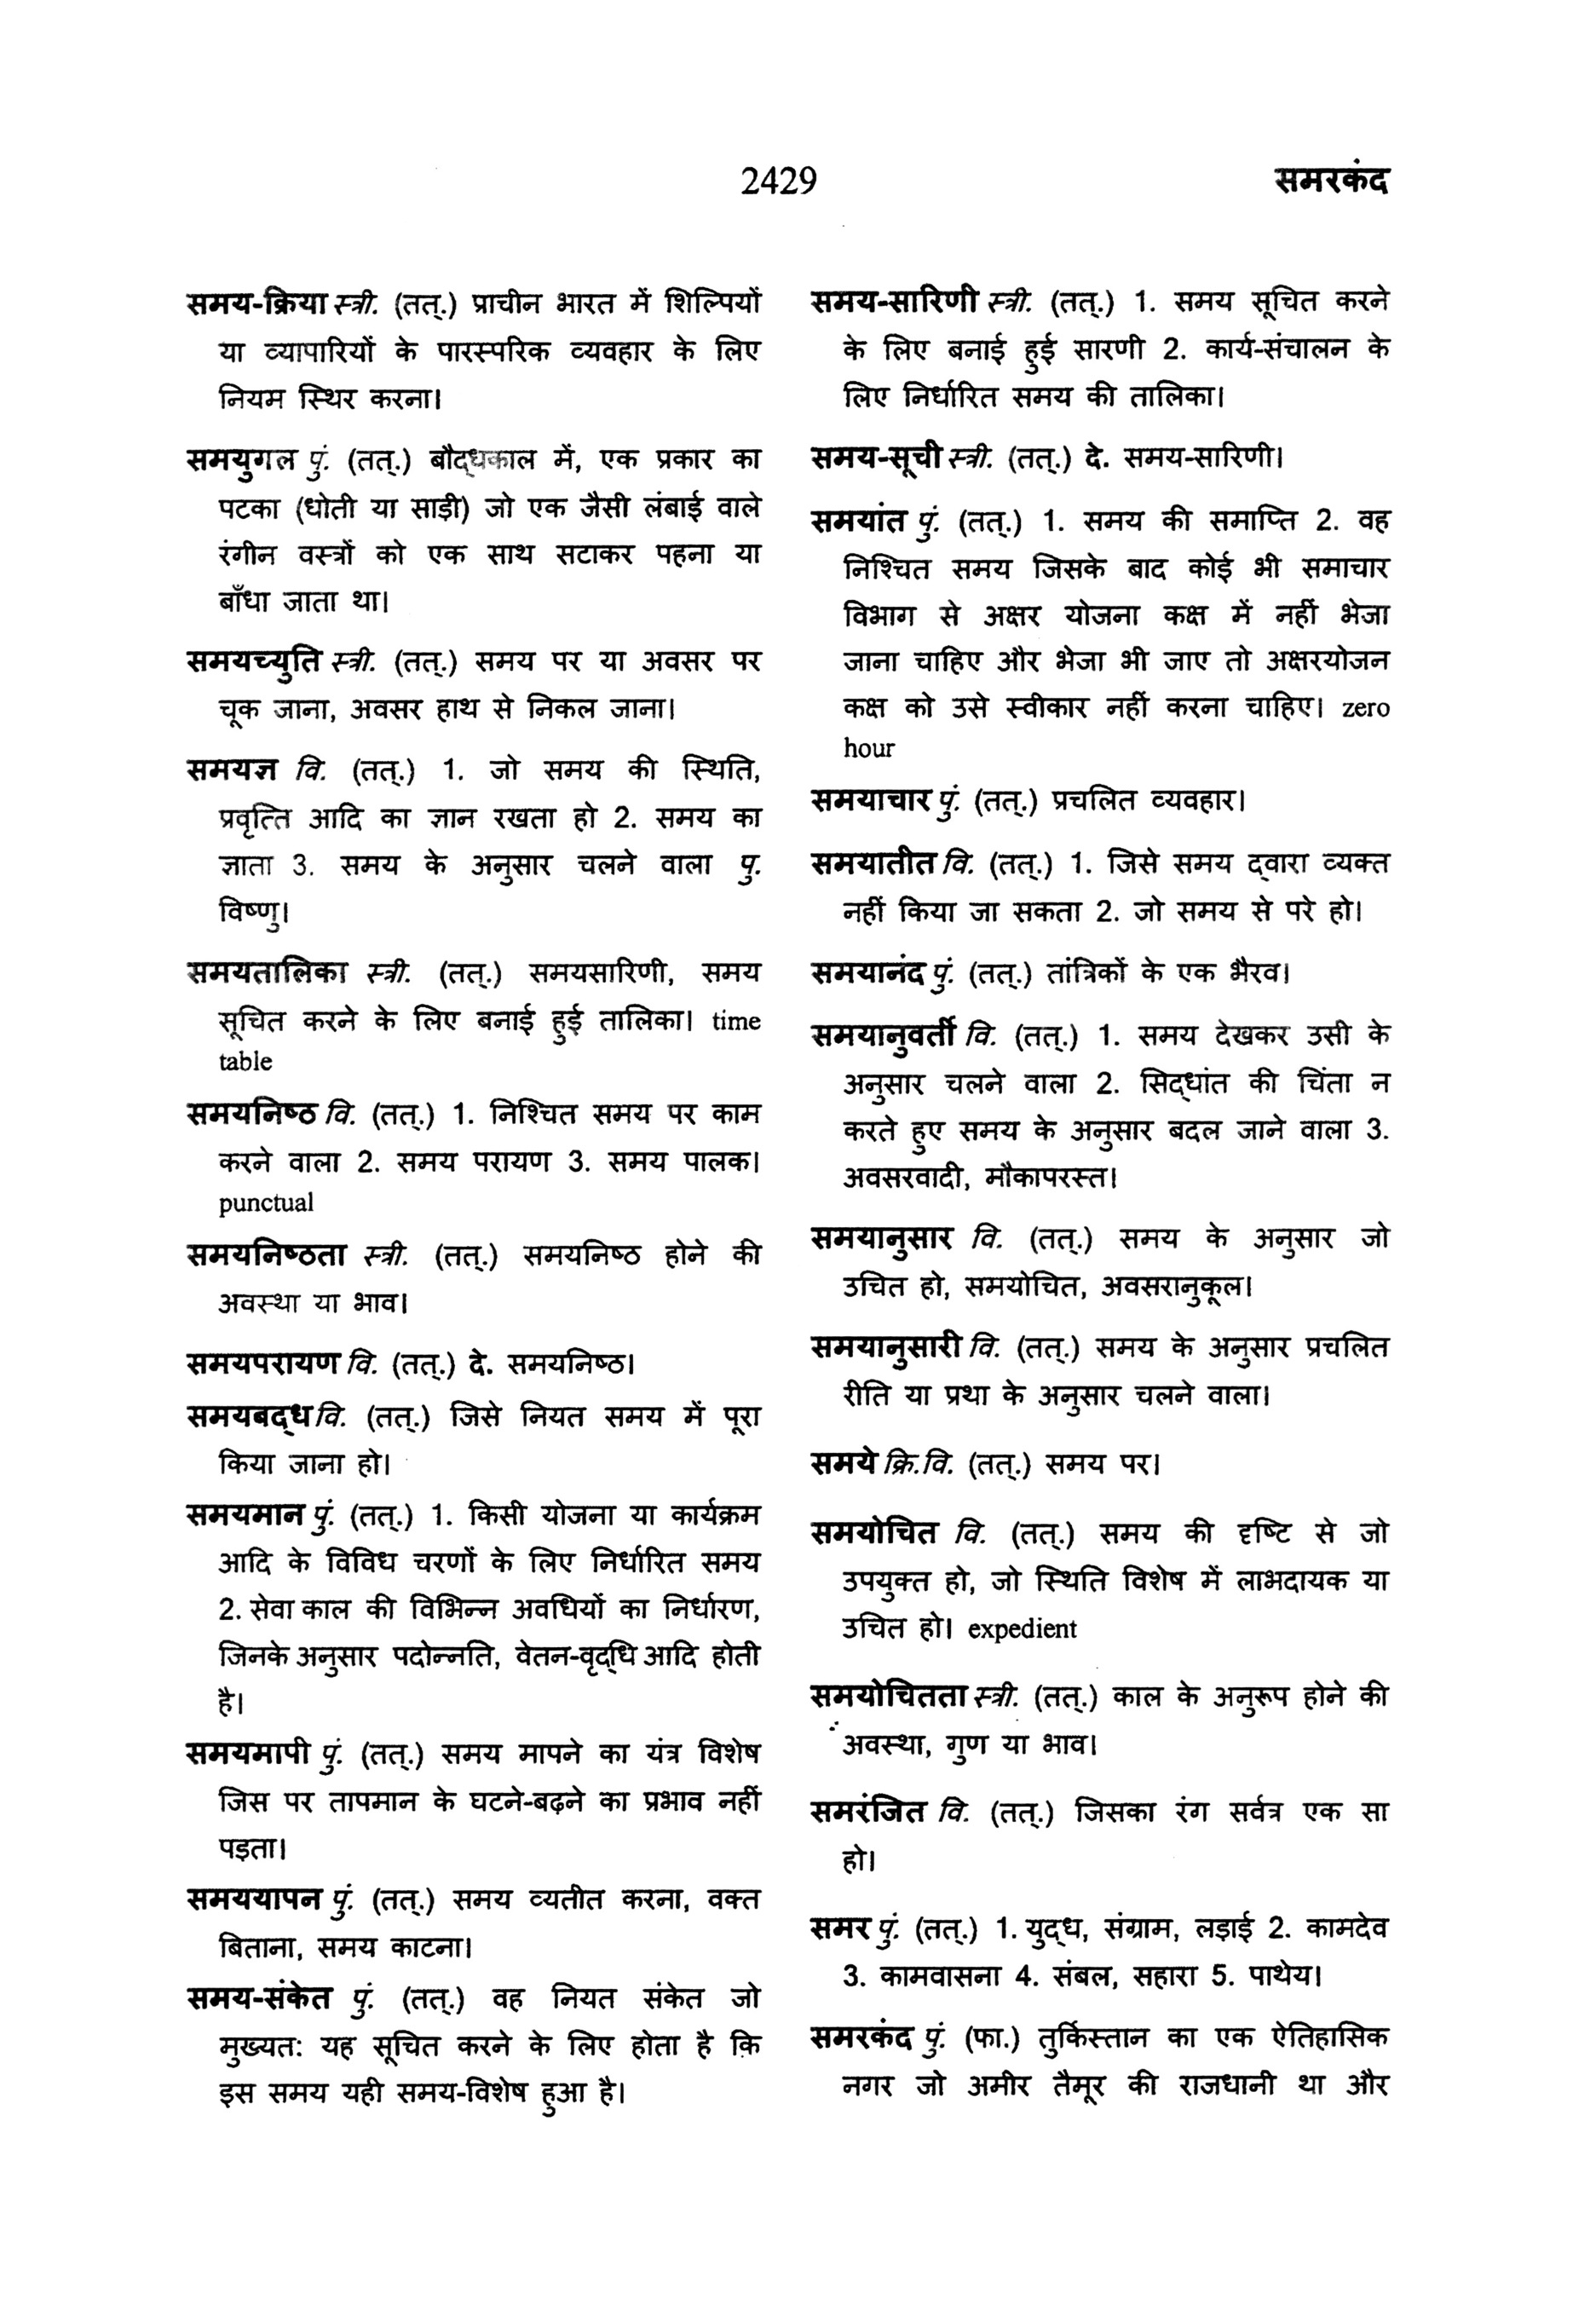 2429
समरकंद
समय-क्रिया स्त्री. (तत्.) प्राचीन भारत में शिल्पियों
या व्यापारियों के पारस्परिक व्यवहार के लिए
नियम स्थिर करना।
समयुगल पुं. (तत्.) बौद्धकाल में, एक प्रकार का
पटका (धोती या साड़ी) जो एक जैसी लंबाई वाले
रंगीन वस्त्रों को एक साथ सटाकर पहना या
बाँधा जाता था।
समयच्युति स्त्री. (तत्.) समय पर या अवसर पर
चूक जाना, अवसर हाथ से निकल जाना।
समयज्ञ वि. (तत्.) 1. जो समय की स्थिति,
प्रवृत्ति आदि का ज्ञान रखता हो 2. समय का
ज्ञाता 3. समय के अनुसार चलने वाला पु.
विष्णु।
समयतालिका स्त्री. (तत्.) समयसारिणी, समय
सूचित करने के लिए बनाई हुई तालिका। time
table
समयनिष्ठ वि. (तत्.) 1. निश्चित समय पर काम
करने वाला 2. समय परायण 3. समय पालक।
punctual
समयनिष्ठता स्त्री. (तत्.) समयनिष्ठ होने की
अवस्था या भाव।
समयपरायण वि. (तत्.) दे. समयनिष्ठ।
समयबद्ध वि. (तत्.) जिसे नियत समय में पूरा
किया जाना हो।
समयमान पुं. (तत्.) 1. किसी योजना या कार्यक्रम
आदि के विविध चरणों के लिए निर्धारित समय
2. सेवा काल की विभिन्न अवधियों का निर्धारण,
जिनके अनुसार पदोन्नति, वेतन-वृद्धि आदि होती
है।
समयमापी पुं. (तत्.) समय मापने का यंत्र विशेष
जिस पर तापमान के घटने-बढ़ने का प्रभाव नहीं
पड़ता।
समययापन पुं. (तत्.) समय व्यतीत करना, वक्त
बिताना, समय काटना।
समय-संकेत पुं. (तत्.) वह नियत संकेत जो
मुख्यत: यह सूचित करने के लिए होता है कि
इस समय यही समय-विशेष हुआ है।
समय-सारिणी स्त्री. (तत्.) 1. समय सूचित करने
के लिए बनाई हुई सारणी 2. कार्य-संचालन के
लिए निर्धारित समय की तालिका।
समय-सूची स्त्री. (तत्.) दे. समय-सारिणी।
समयांत पुं. (तत्.) 1. समय की समाप्ति 2. वह
निश्चित समय जिसके बाद कोई भी समाचार
विभाग से अक्षर योजना कक्ष में नहीं भेजा
जाना चाहिए और भेजा भी जाए तो अक्षरयोजन
कक्ष को उसे स्वीकार नहीं करना चाहिए। zero
hour
समयाचार पुं. (तत्.) प्रचलित व्यवहार।
समयातीत वि. (तत्.) 1. जिसे समय द्वारा व्यक्त
नहीं किया जा सकता 2. जो समय से परे हो।
समयानंद पुं. (तत्.) तांत्रिकों के एक भैरव।
समयानुवर्ती वि. (तत्.) 1. समय देखकर उसी के
अनुसार चलने वाला 2. सिद्धांत की चिंता न
करते हुए समय के अनुसार बदल जाने वाला 3.
अवसरवादी, मौकापरस्त।
समयानुसार वि. (तत्.) समय के अनुसार जो
उचित हो, समयोचित, अवसरानुकूल।
समयानुसारी वि. (तत्.) समय के अनुसार प्रचलित
रीति या प्रथा के अनुसार चलने वाला।
समये क्रि.वि. (तत्.) समय पर।
समयोचित वि. (तत्.) समय की दृष्टि से जो
उपयुक्त हो, जो स्थिति विशेष में लाभदायक या
उचित हो। expedient
समयोचितता स्त्री. (तत्.) काल के अनुरूप होने की
अवस्था, गुण या भाव।
समरंजित वि. (तत्.) जिसका रंग सर्वत्र एक सा
हो।
समर पुं. (तत्.) 1. युद्ध, संग्राम, लड़ाई 2. कामदेव
3. कामवासना 4. संबल, सहारा 5. पाथेय।
समरकंद पुं. (फा.) तुर्किस्तान का एक ऐतिहासिक
नगर जो अमीर तैमूर की राजधानी था और